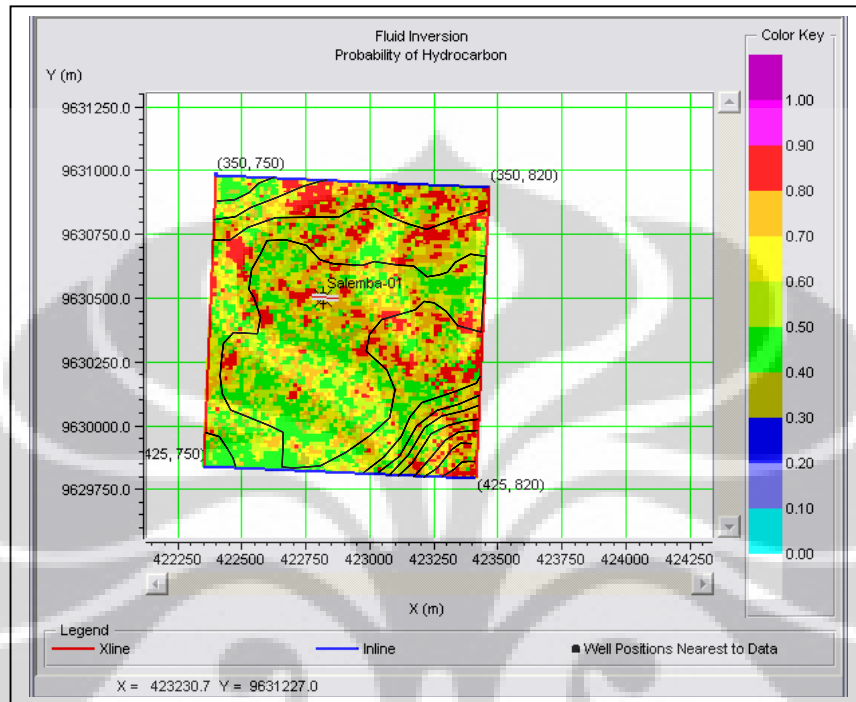 Fluid Inversion
Probability of Hydrocarbon
Color Key
Y (m)
9631250.0
9631000.0
9630750.0
9630500.0
9630250.0
9630000.0
9629750.0
(350, 750)
(350, 820)
Salemba-01
425, 750)
(425, 820)
422250 422500 422750 423000 423250 423500 423750 424000 424250
X (m)
1.00
0.90
0.80
0.70
0.60
0.50
0.40
0.30
0.20
0.10
0.00
Legend
Xline
Inline
Well Positions Nearest to Data
X = 423230.7 Y = 9631227.0